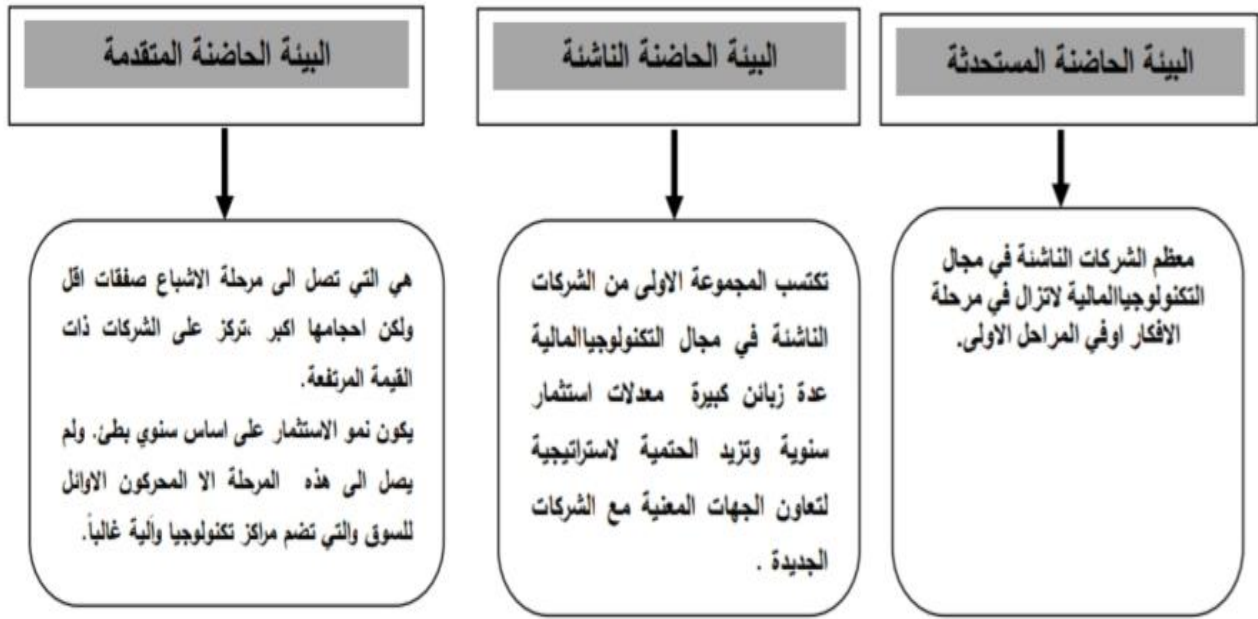 البيئة الحاضنة المستحدثة
معظم الشركات الناشئة في مجال
التكنولوجياالمالية لاتزال في مرحلة
الافكار اوفي المراحل الاولى.
البيئة الحاضنة الناشئة
تكتسب المجموعة الاولى من الشركات
الناشئة في مجال التكنولوجياالمالية
عدة زبائن كبيرة معدلات استثمار
سنوية وتزيد الحتمية لاستراتيجية
لتعاون الجهات المعنية مع الشركات
الجديدة .
البيئة الحاضنة المتقدمة
هي التي تصل الى مرحلة الاشباع صفقات اقل
ولكن احجامها اكبر ،تركز على الشركات ذات
القيمة المرتفعة.
يكون نمو الاستثمار على اساس سنوي بطئ. ولم
يصل الى هذه المرحلة الا المحركون الاوائل
للسوق والتي تضم مراكز تكنولوجيا وألية غالباً.